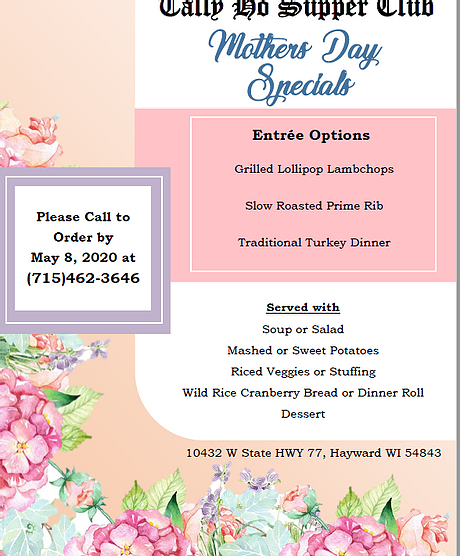 Tally Ho Supper Club
Mothers Day
Specials
Entrée Options
Grilled Lollipop Lambchops
Slow Roasted Prime Rib
Traditional Turkey Dinner
Please Call to
Order by
May 8, 2020 at
(715)462-3646
Served with
Soup or Salad
Mashed or Sweet Potatoes
Riced Veggies or Stuffing
Wild Rice Cranberry Bread or Dinner Roll
Dessert
10432 W State HWY 77, Hayward WI 54843